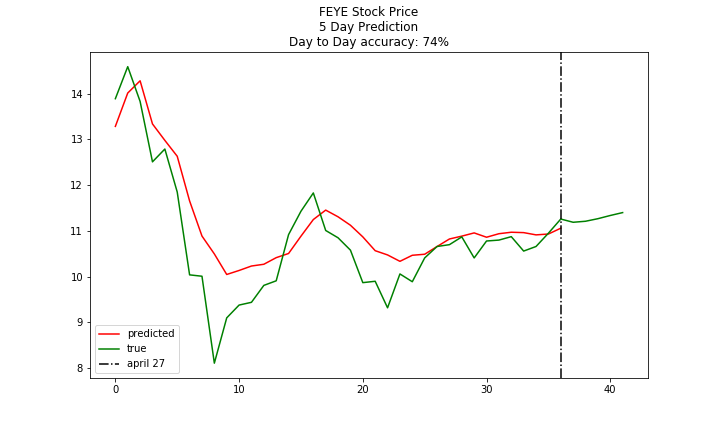 FEYE Stock Price
5 Day Prediction
Day to Day accuracy: 74%
14
13
12
11
10
9
8
predicted
true
april 27
0
10
20
30
40